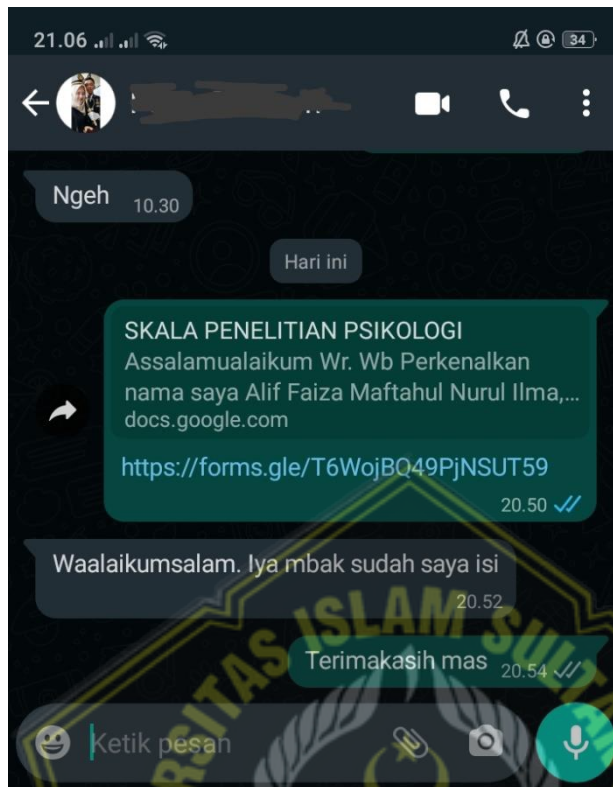 21.06
34
Ngeh 10.30
Hari ini
SKALA PENELITIAN PSIKOLOGI
Assalamualaikum Wr. Wb Perkenalkan
nama saya Alif Faiza Maftahul Nurul Ilma,...
docs.google.com
https://forms.gle/T6WojBQ49PjNSUT59
20.50
Waalaikumsalam. Iya mbak sudah saya isi
20.52
ISLAM
Terimakasih mas 20.54
Ketik pesan